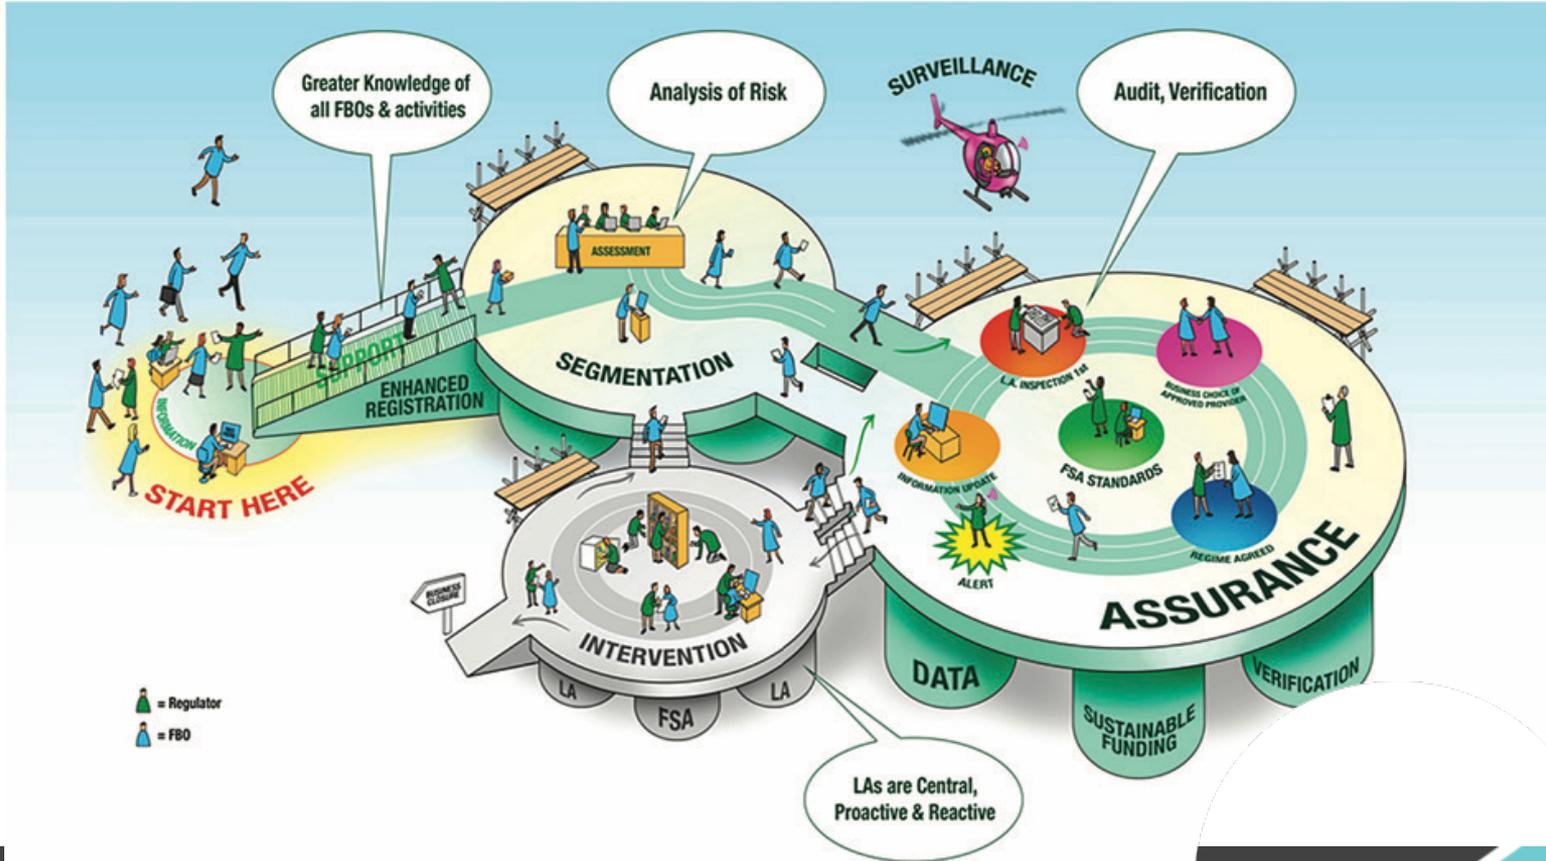 Greater Knowledge of
all FBOs & activities
Analysis of Risk
SURVEILLANCE
Audit, Verification
ASSESSMENT
SUPPORT
ENHANCED
REGISTRATION
SEGMENTATION
INFORMATION
START HERE
L.A. INSPECTION 1st
BUSINESS CHOICE OF
APPROVED PROVIDER
INFORMATION UPDATE
FSA STANDARDS
REGIME AGREED
ALERT
ASSURANCE
BUSINESS
CLOSURE
INTERVENTION
LA
FSA
LA
DATA
SUSTAINABLE
FUNDING
VERIFICATION
= Regulator
= FBO
LAs are Central,
Proactive & Reactive